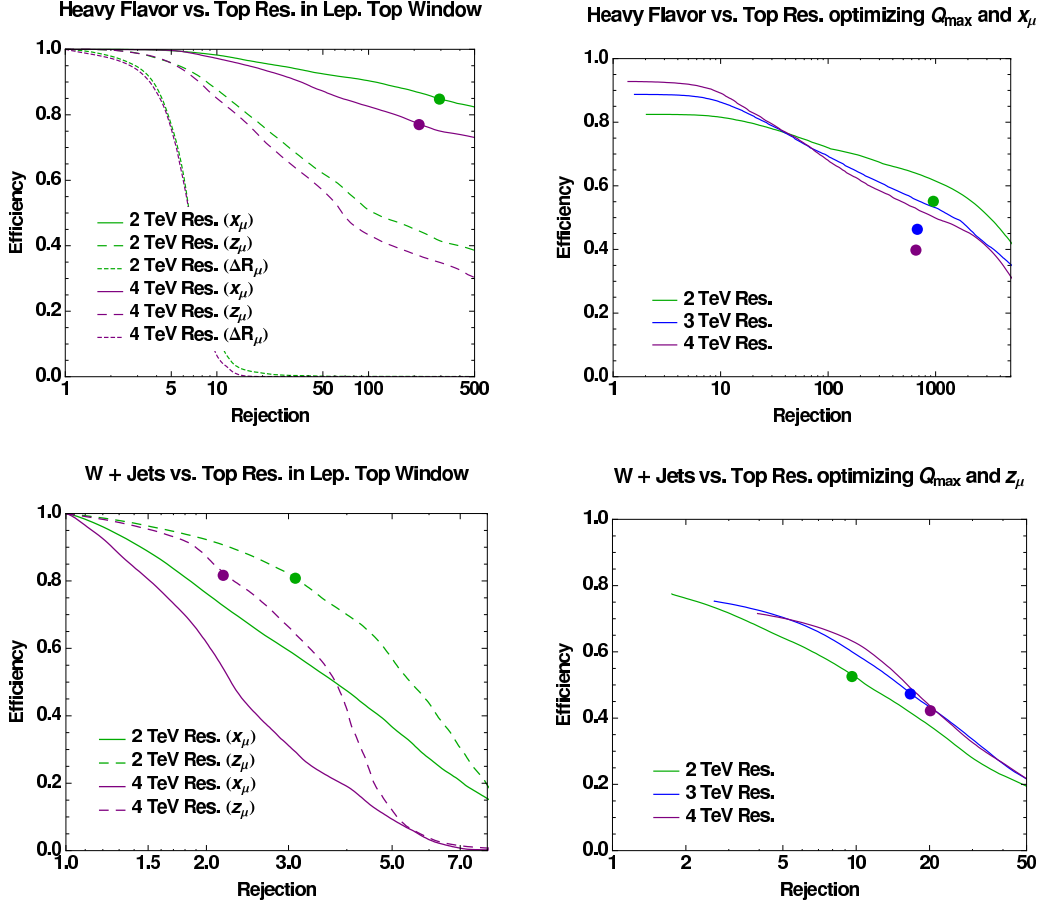 Heavy Flavor vs. Top Res. in Lep. Top Window
1.0
0.8
0.6
0.4
0.2
0.0
Efficiency
2 TeV Res. (xμ)
2 TeV Res. (zμ)
2 TeV Res. (ΔRμ)
4 TeV Res. (xμ)
4 TeV Res. (zμ)
4 TeV Res. (ΔRμ)
1 5 10 50 100 500
Rejection
Heavy Flavor vs. Top Res. optimizing Qmax and xμ
1.0
0.8
0.6
0.4
0.2
0.0
Efficiency
2 TeV Res.
3 TeV Res.
4 TeV Res.
1 10 100 1000
Rejection
W + Jets vs. Top Res. in Lep. Top Window
1.0
0.8
0.6
0.4
0.2
0.0
Efficiency
2 TeV Res. (xμ)
2 TeV Res. (zμ)
4 TeV Res. (xμ)
4 TeV Res. (zμ)
1.0 1.5 2.0 3.0 5.0 7.0
Rejection
W + Jets vs. Top Res. optimizing Qmax and zμ
1.0
0.8
0.6
0.4
0.2
0.0
Efficiency
2 TeV Res.
3 TeV Res.
4 TeV Res.
1 2 5 10 20 50
Rejection